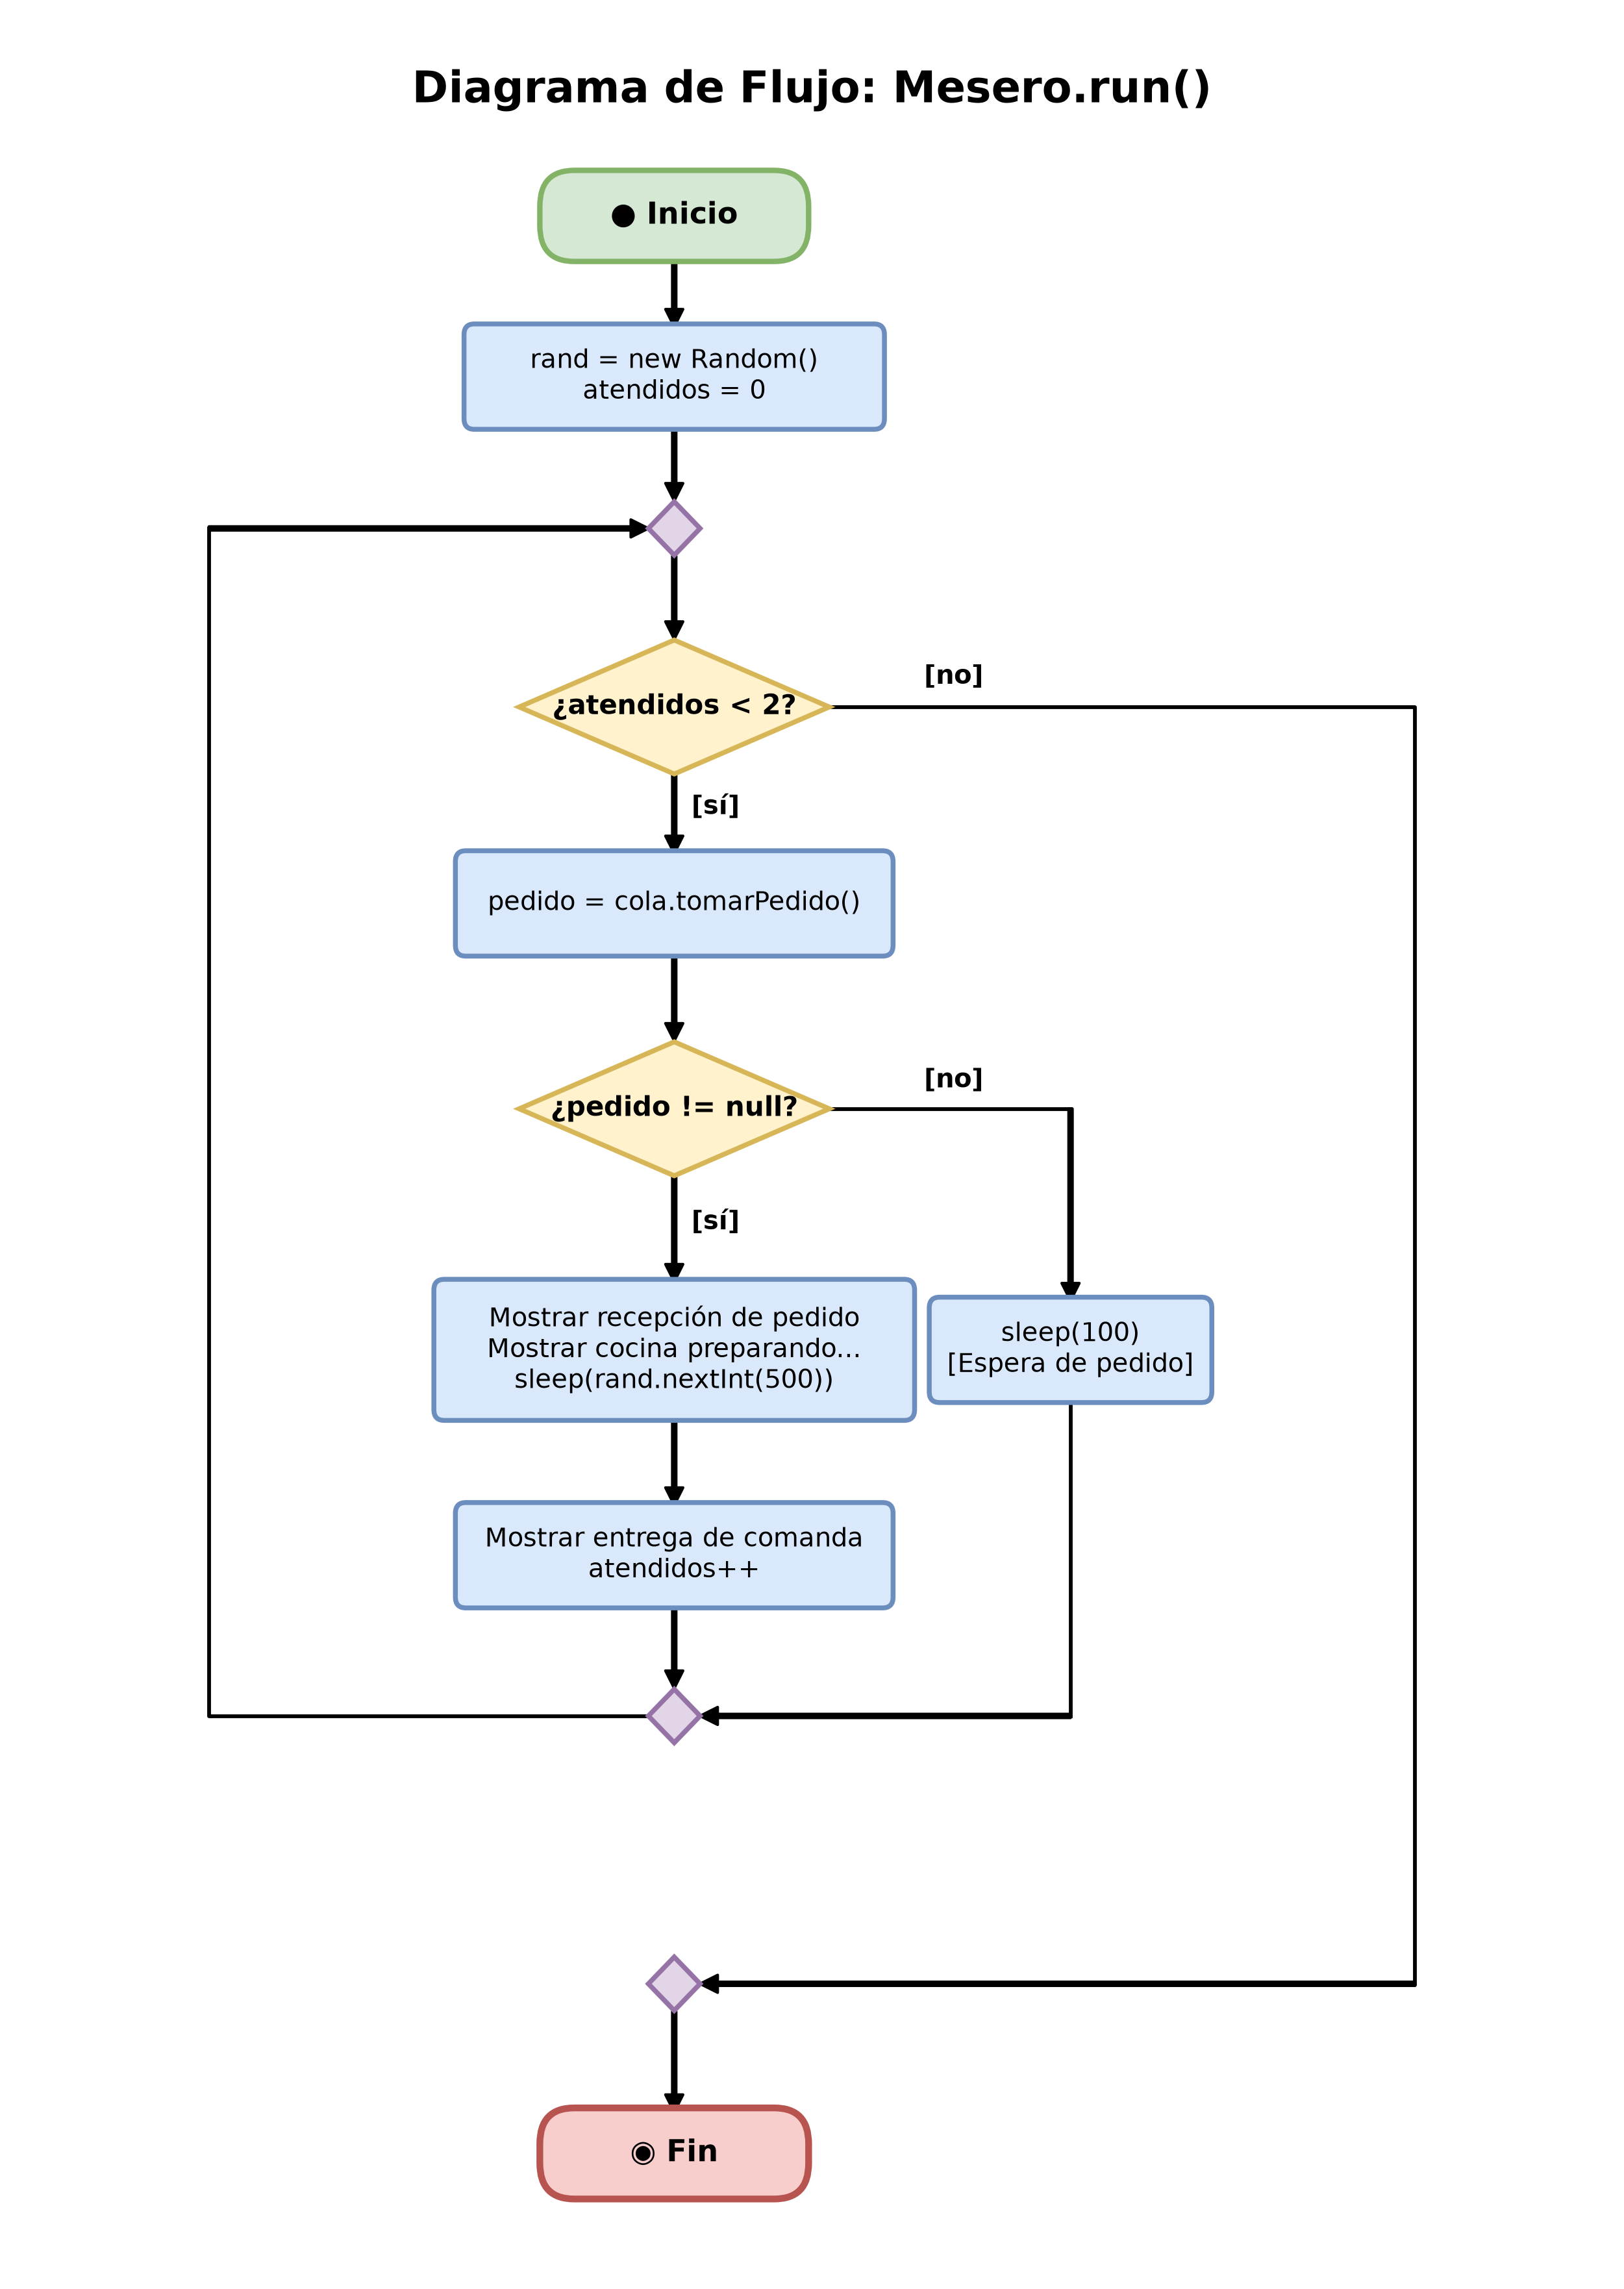 Diagrama de Flujo: Mesero.run()
● Inicio
rand = new Random()
atendidos = 0
¿atendidos < 2?
[no]
[sí]
pedido = cola.tomarPedido()
¿pedido != null?
[no]
[sí]
Mostrar recepción de pedido
Mostrar cocina preparando...
sleep(rand.nextInt(500))
sleep(100)
[Espera de pedido]
Mostrar entrega de comanda
atendidos++
◉ Fin